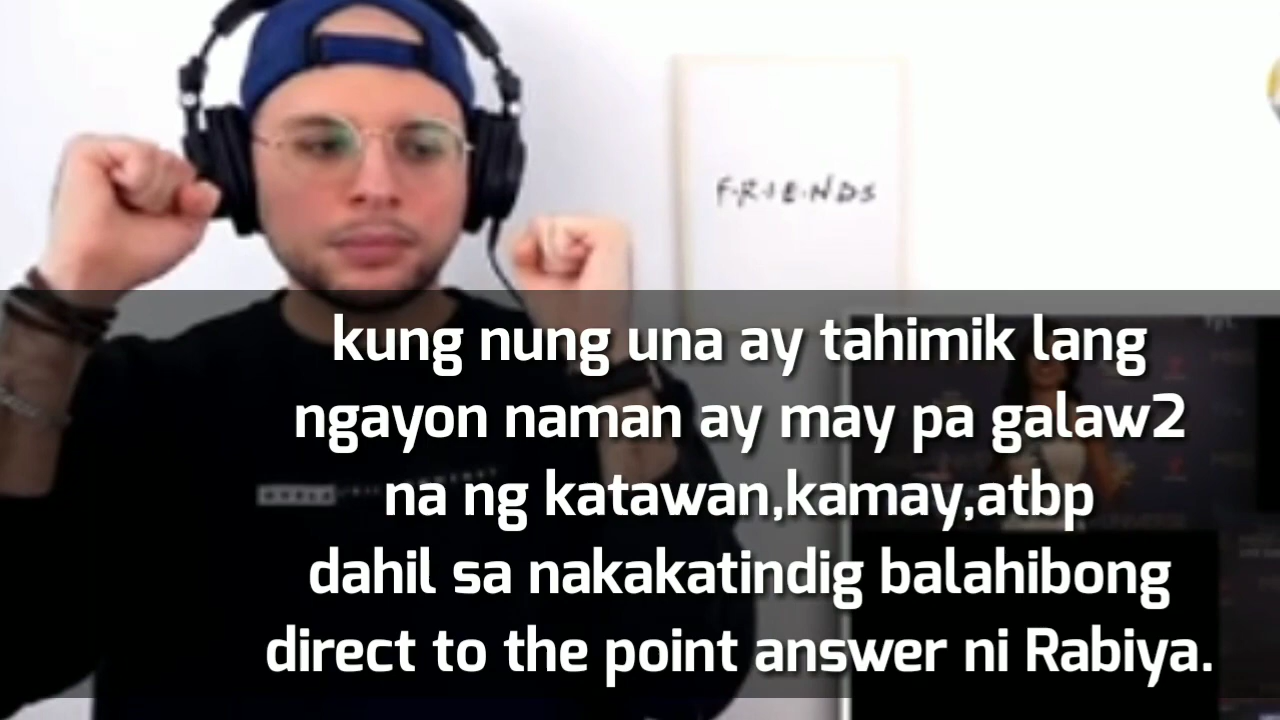 F·R·I·E·N·D·S
kung nung una ay tahimik lang
ngayon naman ay may pa galaw2
na ng katawan,kamay,atbp
dahil sa nakakatindig balahibong
direct to the point answer ni Rabiya.